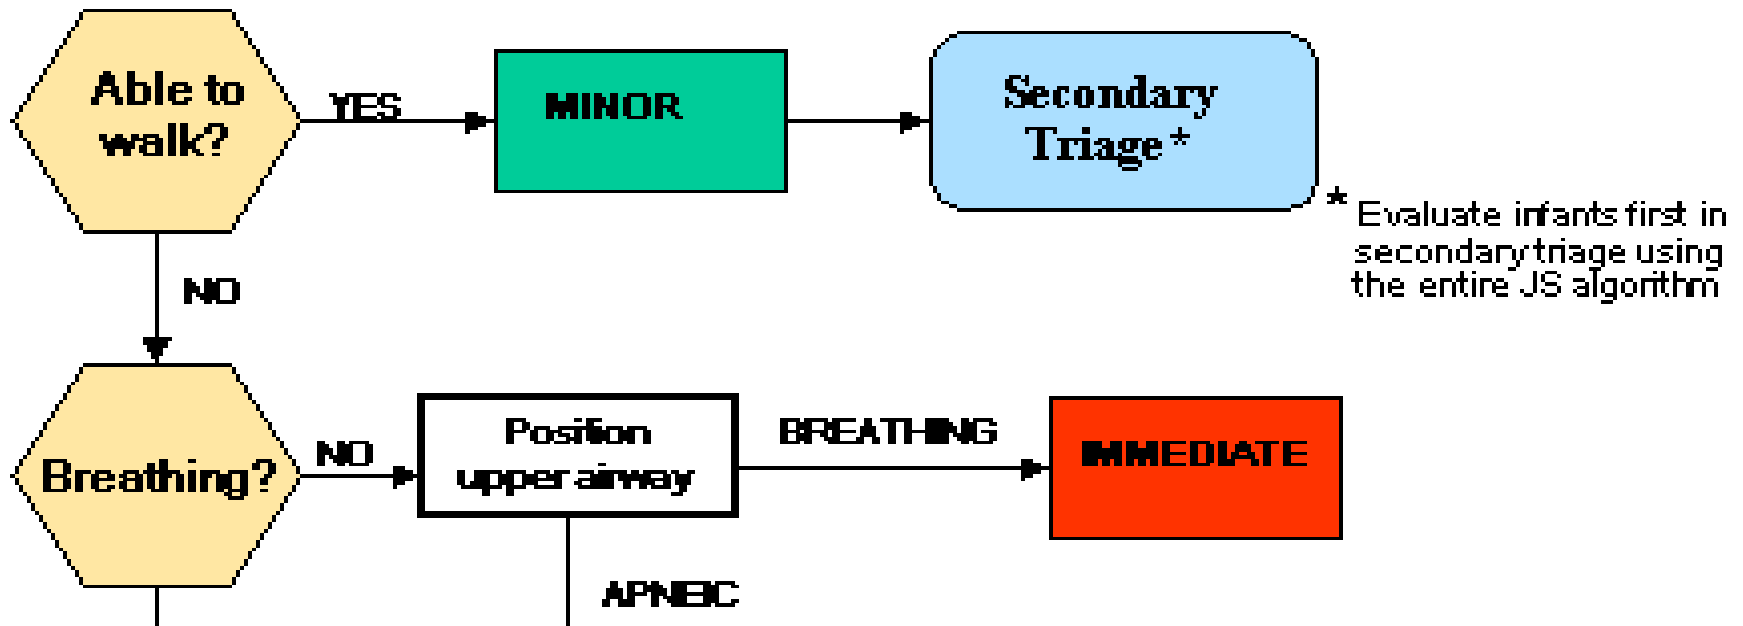 Able to
walk?
YES
MINOR
Secondary
Triage*
* Evaluate infants first in
secondary triage using
the entire JS algorithm
NO
Breathing?
NO
Position
upper airway
BREATHING
IMMEDIATE
APNEIC